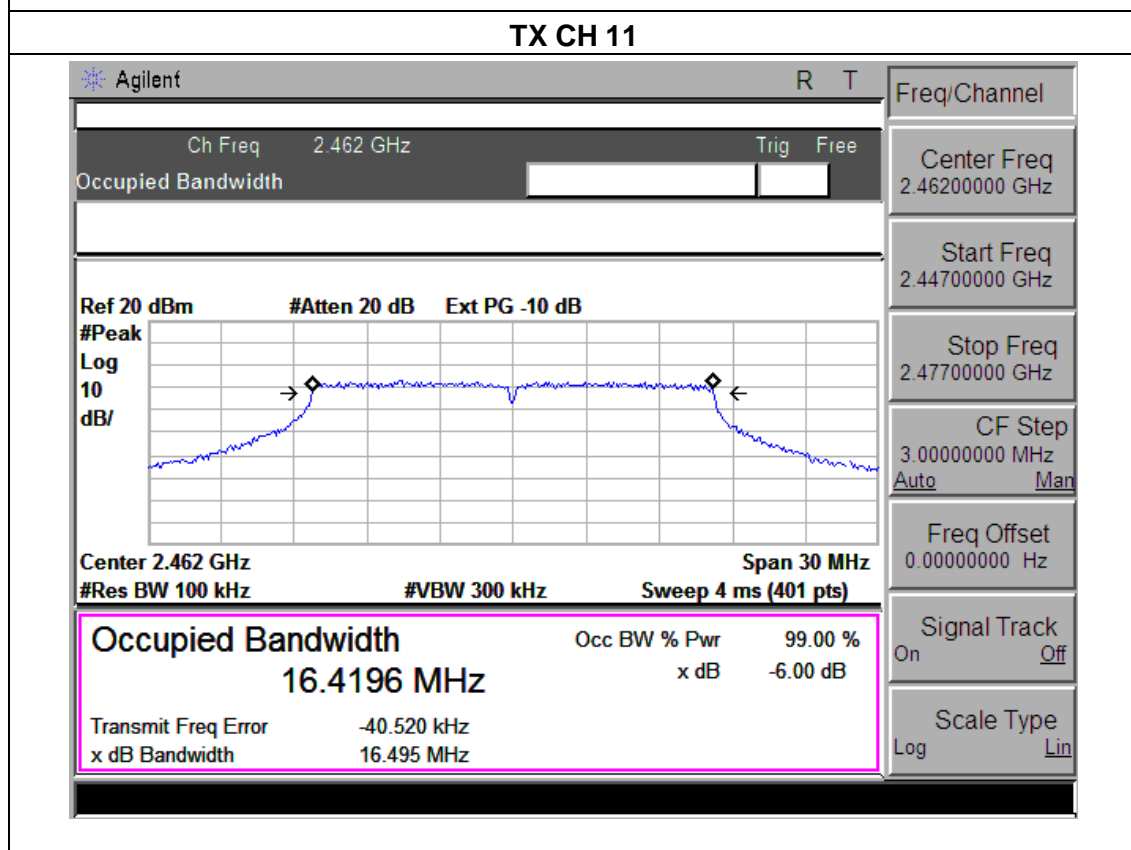 TX CH 11
Agilent R T
Ch Freq 2.462 GHz Trig Free
Occupied Bandwidth
Ref 20 dBm #Atten 20 dB Ext PG -10 dB
#Peak
Log
10
dB/
Center 2.462 GHz Span 30 MHz
#Res BW 100 kHz #VBW 300 kHz Sweep 4 ms (401 pts)
Occupied Bandwidth Occ BW % Pwr 99.00 %
16.4196 MHz x dB -6.00 dB
Transmit Freq Error -40.520 kHz
x dB Bandwidth 16.495 MHz
Freq/Channel
Center Freq
2.46200000 GHz
Start Freq
2.44700000 GHz
Stop Freq
2.47700000 GHz
CF Step
3.00000000 MHz
Auto Man
Freq Offset
0.00000000 Hz
Signal Track
On Off
Scale Type
Log Lin